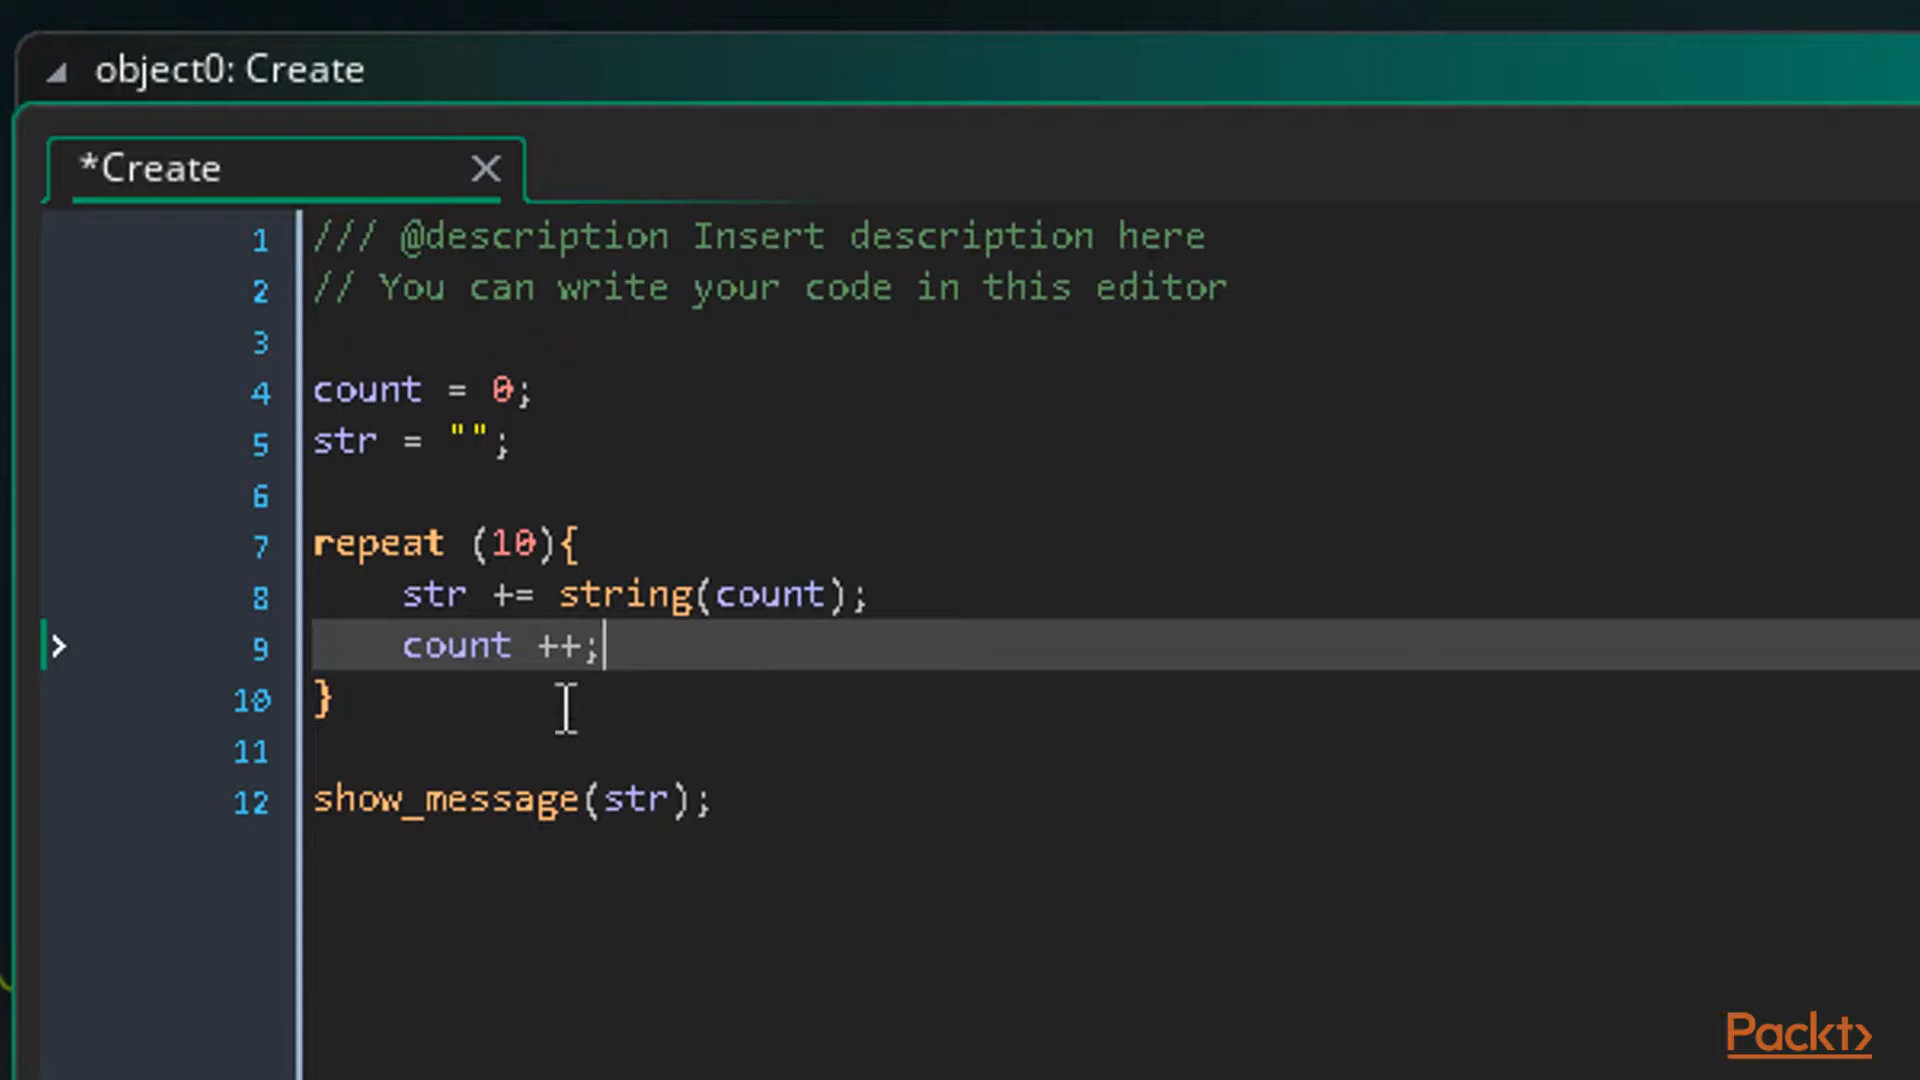 object0: Create
*Create
1 /// @description Insert description here
2 // You can write your code in this editor
3
4 count = 0;
5 str = "";
6
7 repeat (10){
8 str += string(count);
9 count ++;
10 }
11
12 show_message(str);
Packt>